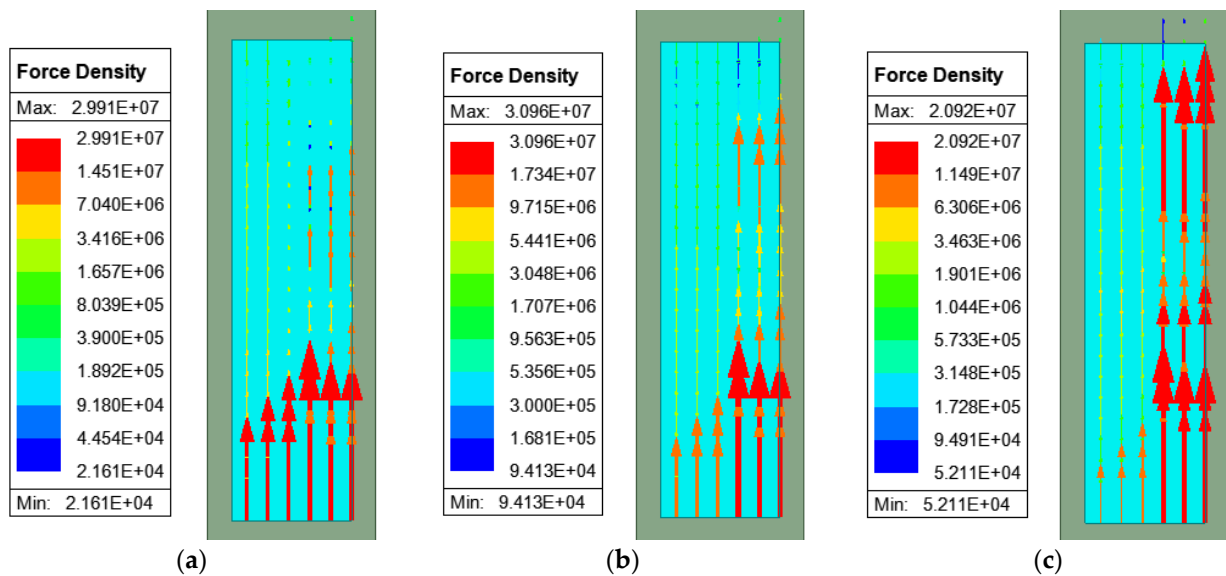 Force Density
Max: 2.991E+07
2.991E+07
1.451E+07
7.040E+06
3.416E+06
1.657E+06
8.039E+05
3.900E+05
1.892E+05
9.180E+04
4.454E+04
2.161E+04
Min: 2.161E+04
(a)
Force Density
Max: 3.096E+07
3.096E+07
1.734E+07
9.715E+06
5.441E+06
3.048E+06
1.707E+06
9.563E+05
5.356E+05
3.000E+05
1.681E+05
9.413E+04
Min: 9.413E+04
(b)
Force Density
Max: 2.092E+07
2.092E+07
1.149E+07
6.306E+06
3.463E+06
1.901E+06
1.044E+06
5.733E+05
3.148E+05
1.728E+05
9.491E+04
5.211E+04
Min: 5.211E+04
(c)